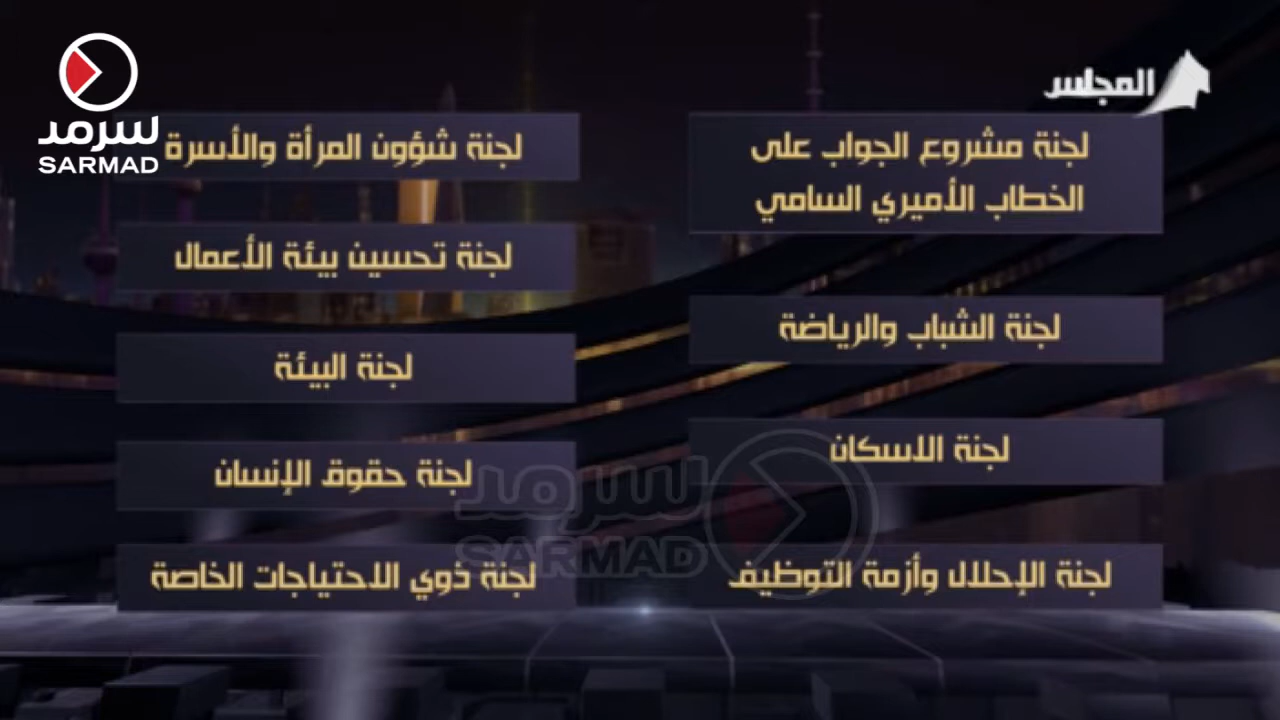 سرمد
SARMAD
المجلس
لجنة مشروع الجواب على
الخطاب الأميري السامي
لجنة الشباب والرياضة
لجنة الاسكان
لجنة الإحلال وأزمة التوظيف
لجنة شؤون المرأة والأسرة
لجنة تحسين بيئة الأعمال
لجنة البيئة
لجنة حقوق الإنسان
لجنة ذوي الاحتياجات الخاصة
سرمد
SARMAD